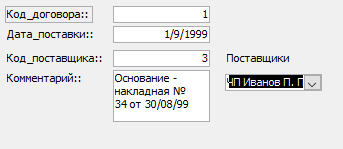 Код_договора:: 1
Дата_поставки:: 1/9/1999
Код_поставщика:: 3 Поставщики
Комментарий:: Основание -
накладная №
34 от 30/08/99
ЧП Иванов П. Г